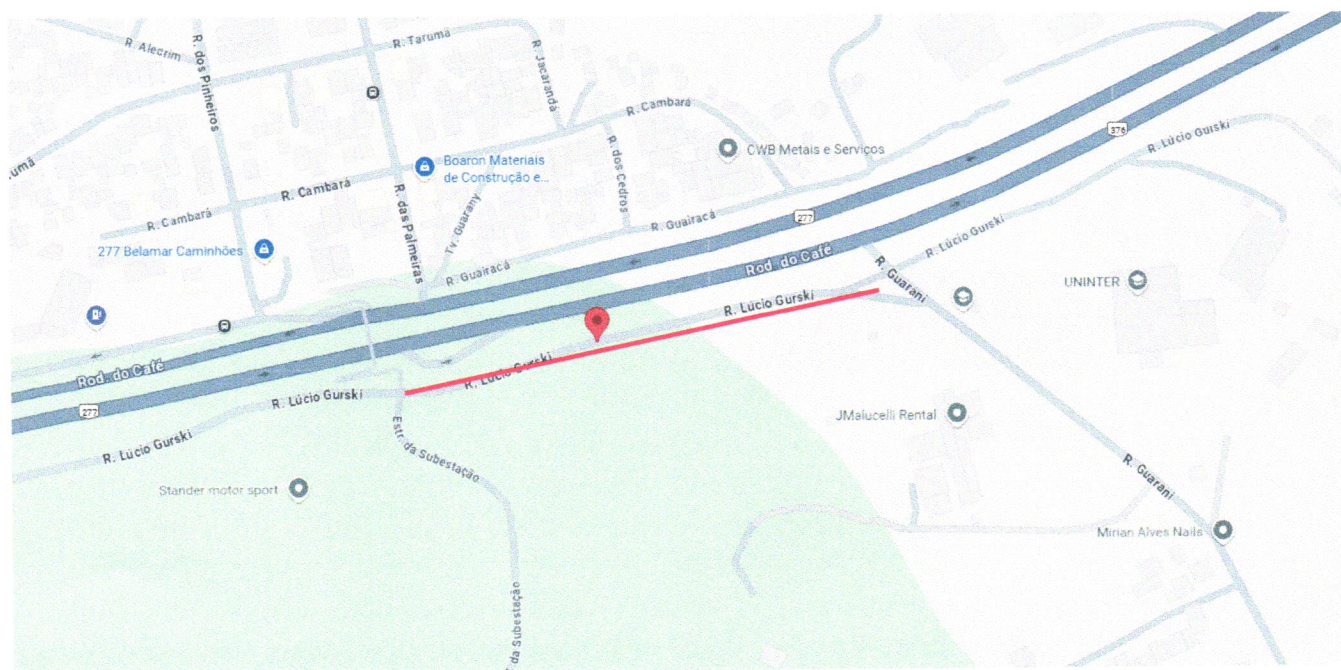 R. Alecrim
R. dos Pinheiros
R. Tarumã
R. Jacarandá
R. Cambará
R. dos Cedros
CWB Metais e Serviços
376
R. Lúcio Gurski
umã
Boaron Materiais
de Construção e...
R. Cambará
R. Cambará
R. das Palmeiras
Tv. Guarany
R. Guairacá
277
277 Belamar Caminhões
R. Guairacá
Rod. do Café
R. Lúcio Gurski
R. Guarani
UNINTER
R. Lúcio Gurski
Rod. do Café
R. Lúcio Gurski
277
R. Lúcio Gurski
R. Lúcio Gurski
Estr. da Subestação
JMalucelli Rental
Stander motor sport
R. Guarani
Mirian Alves Nails
r. da Subestação